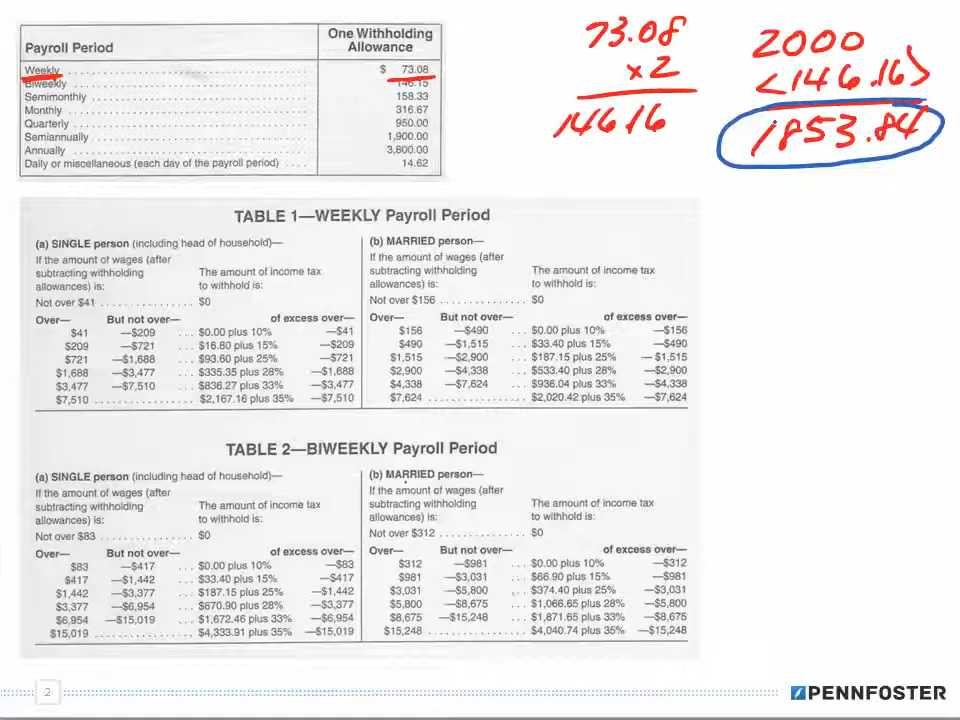 Payroll Period One Withholding Allowance
Weekly $ 73.08
Biweekly 146.15
Semimonthly 158.33
Monthly 316.67
Quarterly 950.00
Semiannually 1,900.00
Annually 3,800.00
Daily or miscellaneous (each day of the payroll period) 14.62
73.08
x2
14616
2000
<146.16>
1853.84
TABLE 1—WEEKLY Payroll Period
(a) SINGLE person (including head of household)—
If the amount of wages (after
subtracting withholding
allowances) is:
The amount of income tax
to withhold is:
Not over $41 . . . . . . . . . . . . . . . $0
Over— But not over— of excess over—
$41 —$209 . . . $0.00 plus 10% —$41
$209 —$721 . . . $16.80 plus 15% —$209
$721 —$1,688 . . . $93.60 plus 25% —$721
$1,688 —$3,477 . . . $335.35 plus 28% —$1,688
$3,477 —$7,510 . . . $836.27 plus 33% —$3,477
$7,510 . . . . . . . . . . . . . . . . $2,167.16 plus 35% —$7,510
(b) MARRIED person—
If the amount of wages (after
subtracting withholding
allowances) is:
The amount of income tax
to withhold is:
Not over $156 . . . . . . . . . . . . . . $0
Over— But not over— of excess over—
$156 —$490 . . . $0.00 plus 10% —$156
$490 —$1,515 . . . $33.40 plus 15% —$490
$1,515 —$2,900 . . . $187.15 plus 25% —$1,515
$2,900 —$4,338 . . . $533.40 plus 28% —$2,900
$4,338 —$7,624 . . . $936.04 plus 33% —$4,338
$7,624 . . . . . . . . . . . . . . . . $2,020.42 plus 35% —$7,624
TABLE 2—BIWEEKLY Payroll Period
(a) SINGLE person (including head of household)—
If the amount of wages (after
subtracting withholding
allowances) is:
The amount of income tax
to withhold is:
Not over $83 . . . . . . . . . . . . . . . $0
Over— But not over— of excess over—
$83 —$417 . . . $0.00 plus 10% —$83
$417 —$1,442 . . . $33.40 plus 15% —$417
$1,442 —$3,377 . . . $187.15 plus 25% —$1,442
$3,377 —$6,954 . . . $670.90 plus 28% —$3,377
$6,954 —$15,019 . . . $1,672.46 plus 33% —$6,954
$15,019 . . . . . . . . . . . . . . . . $4,333.91 plus 35% —$15,019
(b) MARRIED person—
If the amount of wages (after
subtracting withholding
allowances) is:
The amount of income tax
to withhold is:
Not over $312 . . . . . . . . . . . . . . $0
Over— But not over— of excess over—
$312 —$981 . . . $0.00 plus 10% —$312
$981 —$3,031 . . . $66.90 plus 15% —$981
$3,031 —$5,800 . . . $374.40 plus 25% —$3,031
$5,800 —$8,675 . . . $1,066.65 plus 28% —$5,800
$8,675 —$15,248 . . . $1,871.65 plus 33% —$8,675
$15,248 . . . . . . . . . . . . . . . . $4,040.74 plus 35% —$15,248
2
PENNFOSTER